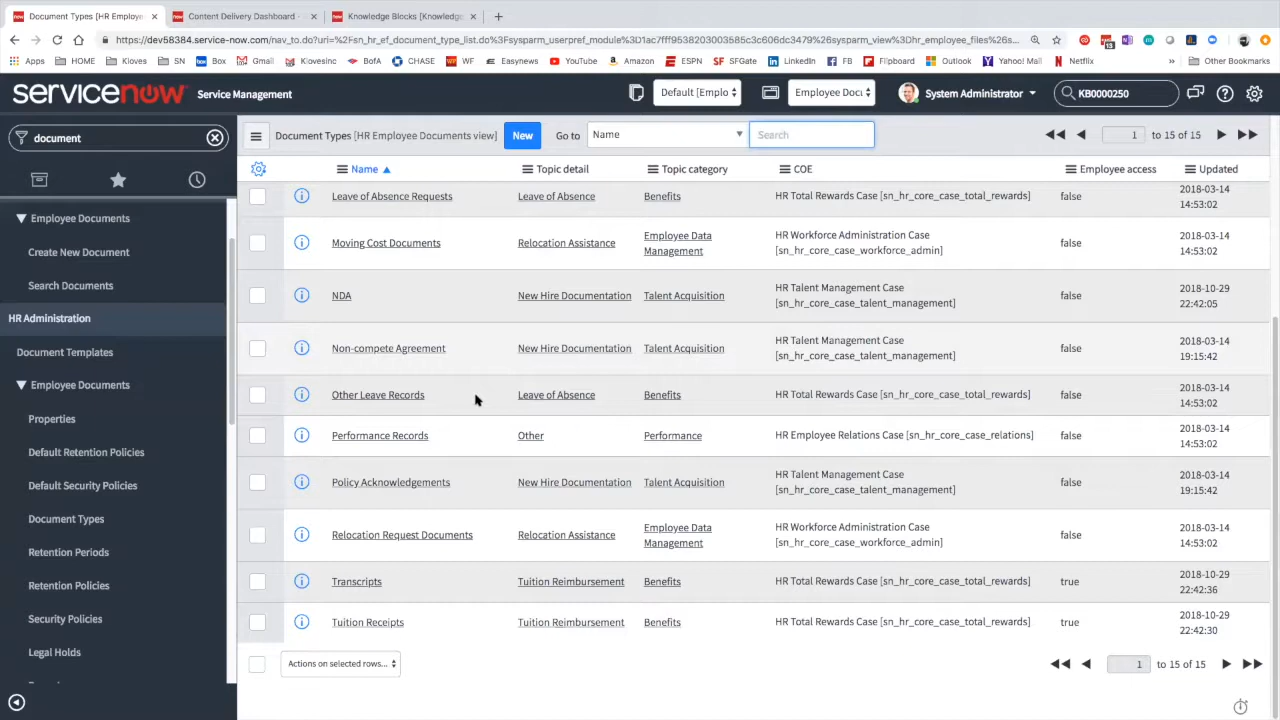 Document Types [HR Employe
Content Delivery Dashboard -
Knowledge Blocks [Knowledge
https://dev58384.service-now.com/nav_to.do?uri=%2Fsn_hr_ef_document_type_list.do%3Fsysparm_userpref_module%3D1ac7fff9538203003585c3c606dc3479%26sysparm_view%3Dhr_employee_files%26s...
Apps HOME Kloves SN Box Gmail Klovesinc BofA CHASE WF Easynews YouTube Amazon ESPN SFGate LinkedIn FB Flipboard Outlook Yahoo! Mail Netflix » Other Bookmarks
servicenow Service Management
Default [Emplo
Employee Docu
System Administrator
KB0000250
document
Employee Documents
Create New Document
Search Documents
HR Administration
Document Templates
Employee Documents
Properties
Default Retention Policies
Default Security Policies
Document Types
Retention Periods
Retention Policies
Security Policies
Legal Holds
Document Types [HR Employee Documents view] New Go to Name Search 1 to 15 of 15
Name Topic detail Topic category COE Employee access Updated
Leave of Absence Requests Leave of Absence Benefits HR Total Rewards Case [sn_hr_core_case_total_rewards] false 2018-03-14
14:53:02
Moving Cost Documents Relocation Assistance Employee Data Management HR Workforce Administration Case [sn_hr_core_case_workforce_admin] false 2018-03-14
14:53:02
NDA New Hire Documentation Talent Acquisition HR Talent Management Case [sn_hr_core_case_talent_management] false 2018-10-29
22:42:05
Non-compete Agreement New Hire Documentation Talent Acquisition HR Talent Management Case [sn_hr_core_case_talent_management] false 2018-03-14
19:15:42
Other Leave Records Leave of Absence Benefits HR Total Rewards Case [sn_hr_core_case_total_rewards] false 2018-03-14
14:53:02
Performance Records Other Performance HR Employee Relations Case [sn_hr_core_case_relations] false 2018-03-14
14:53:02
Policy Acknowledgements New Hire Documentation Talent Acquisition HR Talent Management Case [sn_hr_core_case_talent_management] false 2018-03-14
19:15:42
Relocation Request Documents Relocation Assistance Employee Data Management HR Workforce Administration Case [sn_hr_core_case_workforce_admin] false 2018-03-14
14:53:02
Transcripts Tuition Reimbursement Benefits HR Total Rewards Case [sn_hr_core_case_total_rewards] true 2018-10-29
22:42:36
Tuition Receipts Tuition Reimbursement Benefits HR Total Rewards Case [sn_hr_core_case_total_rewards] true 2018-10-29
22:42:30
Actions on selected rows... 1 to 15 of 15